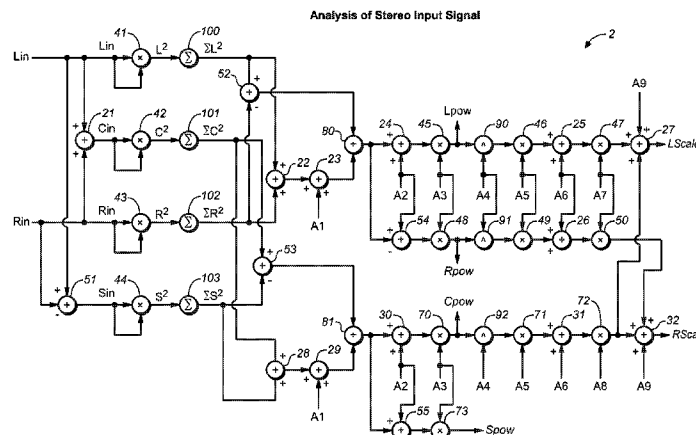 Analysis of Stereo Input Signal
2
41 100
Lin Lin L² ΣL²
A9
52
21 42 101 24 45 Lpow 90 46 25 47 27
Cin C² ΣC² 80 LScale
22 23
43 102 A2 A3 A4 A5 A6 A7
Rin Rin R² ΣR² A1 54 48 91 49 26 50
53 Rpow
51 44 103 30 70 Cpow 92 71 31 72 32
Sin S² ΣS² 81 RSca
28 29
A2 A3 A4 A5 A6 A8 A9
A1 55 73
Spow